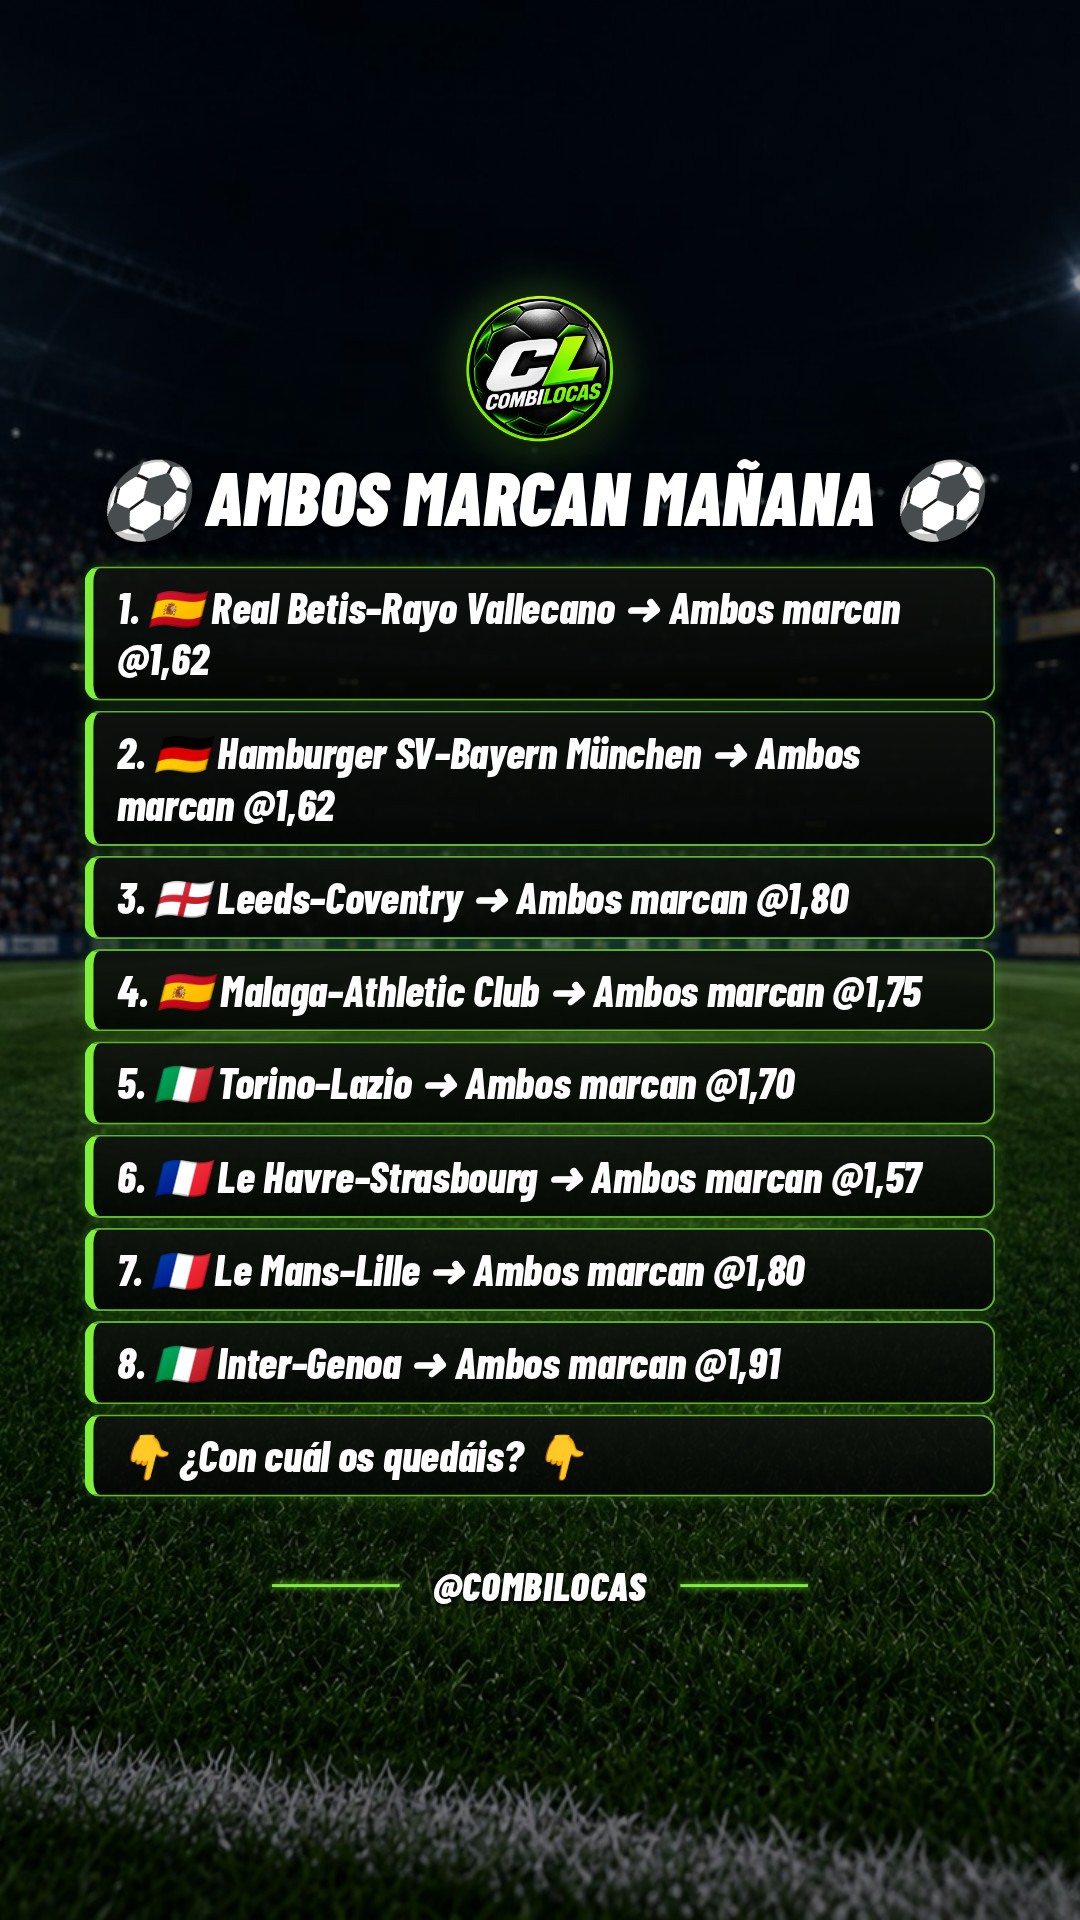 CL
COMBILOCAS
⚽ AMBOS MARCAN MAÑANA ⚽
1. 🇪🇸 Real Betis-Rayo Vallecano ➜ Ambos marcan
@1,62
2. 🇩🇪 Hamburger SV-Bayern München ➜ Ambos
marcan @1,62
3. 🏴󠁧󠁢󠁥󠁮󠁧󠁿 Leeds-Coventry ➜ Ambos marcan @1,80
4. 🇪🇸 Malaga-Athletic Club ➜ Ambos marcan @1,75
5. 🇮🇹 Torino-Lazio ➜ Ambos marcan @1,70
6. 🇫🇷 Le Havre-Strasbourg ➜ Ambos marcan @1,57
7. 🇫🇷 Le Mans-Lille ➜ Ambos marcan @1,80
8. 🇮🇹 Inter-Genoa ➜ Ambos marcan @1,91
👇 ¿Con cuál os quedáis? 👇
@COMBILOCAS